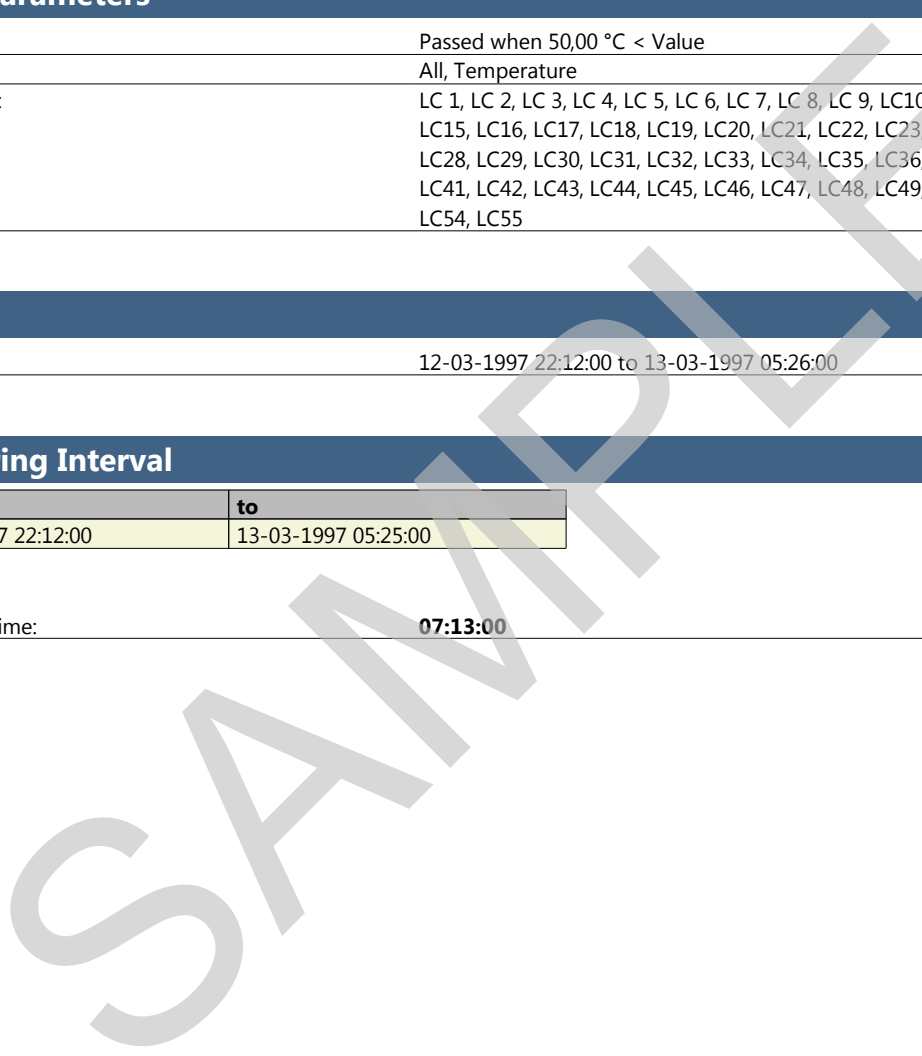 arameters
Passed when 50,00 °C < Value
All, Temperature
: LC 1, LC 2, LC 3, LC 4, LC 5, LC 6, LC 7, LC 8, LC 9, LC10
LC15, LC16, LC17, LC18, LC19, LC20, LC21, LC22, LC23
LC28, LC29, LC30, LC31, LC32, LC33, LC34, LC35, LC36,
LC41, LC42, LC43, LC44, LC45, LC46, LC47, LC48, LC49,
LC54, LC55
12-03-1997 22:12:00 to 13-03-1997 05:26:00
ing Interval
to
7 22:12:00 13-03-1997 05:25:00
ime: 07:13:00
SAMPLE